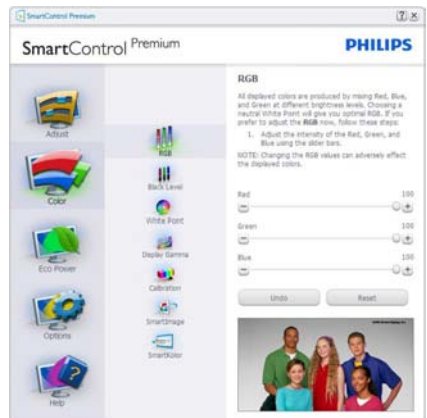 SmartControl Premium
SmartControl Premium
PHILIPS
Adjust
Color
Eco Power
Options
Help
RGB
Black Level
White Point
Display Gamma
Calibration
SmartImage
SmartKolor
RGB
All displayed colors are produced by mixing Red, Blue,
and Green at different brightness levels. Choosing a
neutral White Point will give you optimal RGB. If you
prefer to adjust the RGB now, follow these steps:
1. Adjust the intensity of the Red, Green, and
Blue using the slider bars.
NOTE: Changing the RGB values can adversely effect
the displayed colors.
Red 100
Green 100
Blue 100
Undo Reset